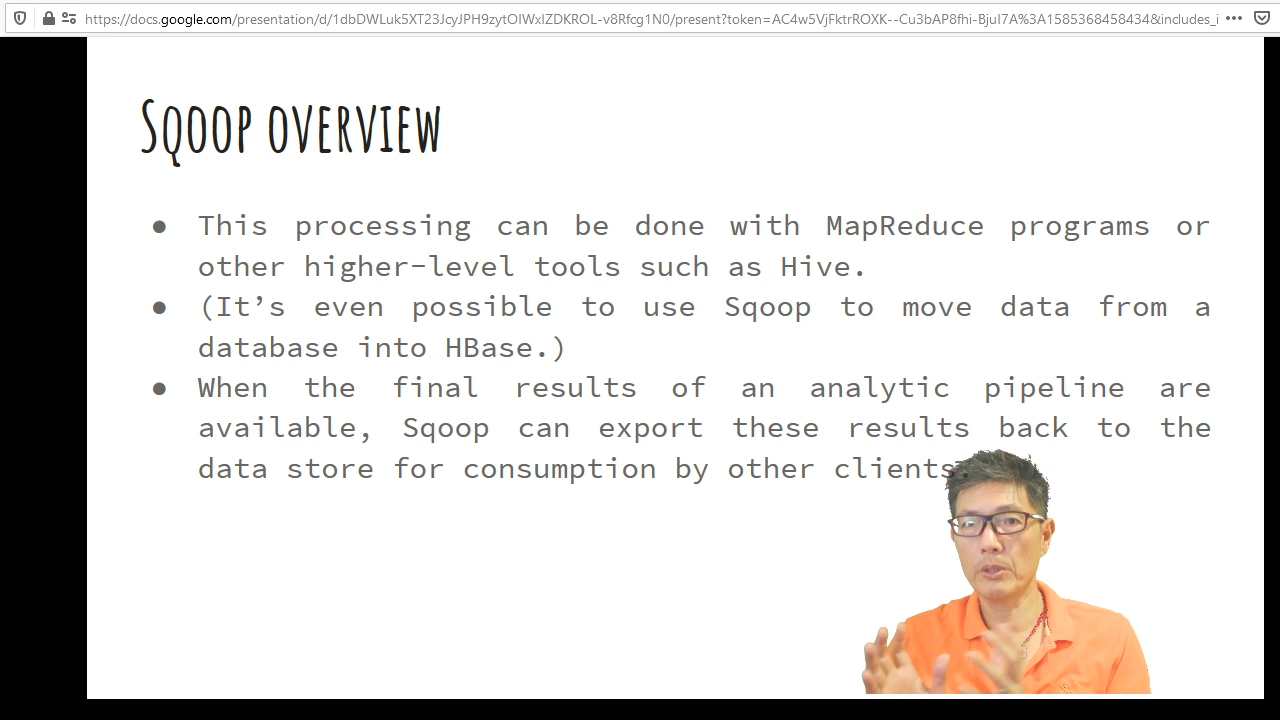 https://docs.google.com/presentation/d/1dbDWLuk5XT23JcyJPH9zytOIWxIZDKROL-v8Rfcg1N0/present?token=AC4w5VjFktrROXK--Cu3bAP8fhi-BjuI7A%3A1585368458434&includes_i
Sqoop overview
● This processing can be done with MapReduce programs or
other higher-level tools such as Hive.
● (It’s even possible to use Sqoop to move data from a
database into HBase.)
● When the final results of an analytic pipeline are
available, Sqoop can export these results back to the
data store for consumption by other clients.